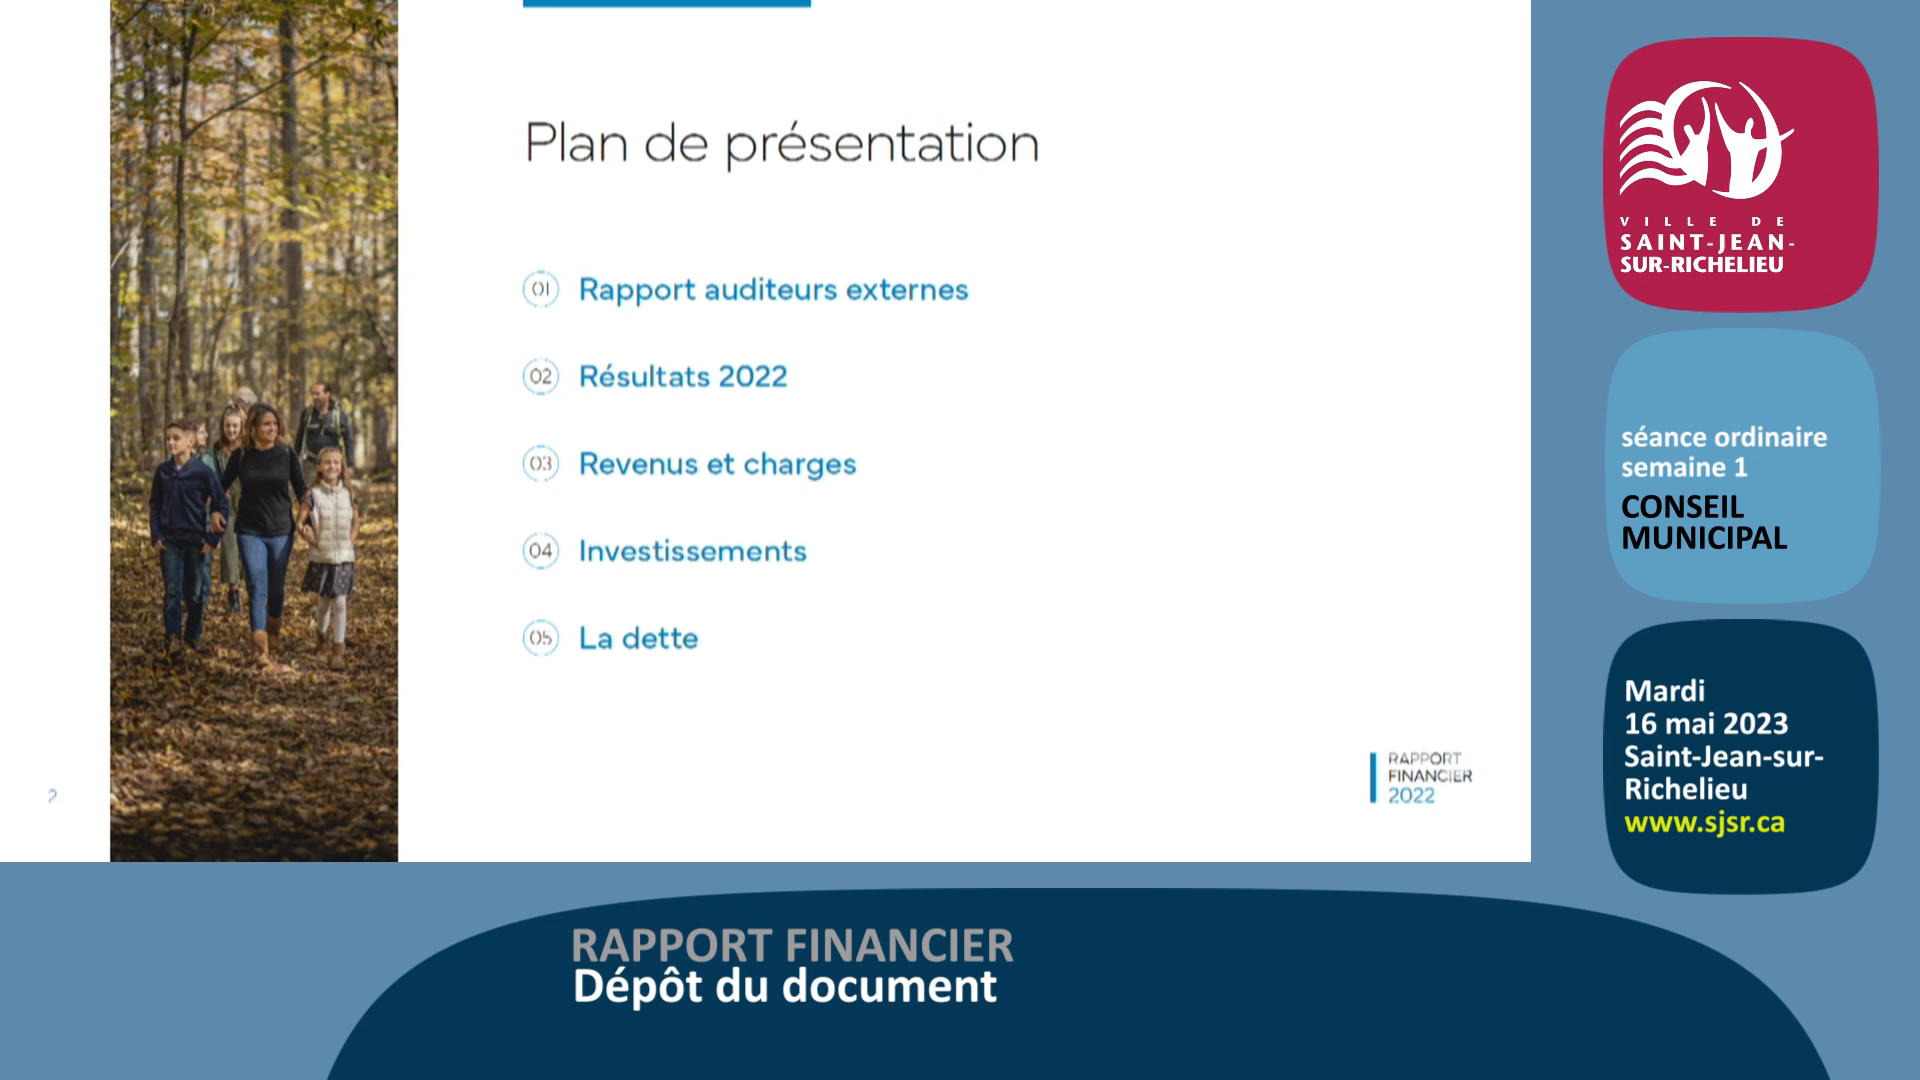 Plan de présentation
01 Rapport auditeurs externes
02 Résultats 2022
03 Revenus et charges
04 Investissements
05 La dette
2
RAPPORT
FINANCIER
2022
VILLE DE
SAINT-JEAN-
SUR-RICHELIEU
séance ordinaire
semaine 1
CONSEIL
MUNICIPAL
Mardi
16 mai 2023
Saint-Jean-sur-
Richelieu
www.sjsr.ca
RAPPORT FINANCIER
Dépôt du document